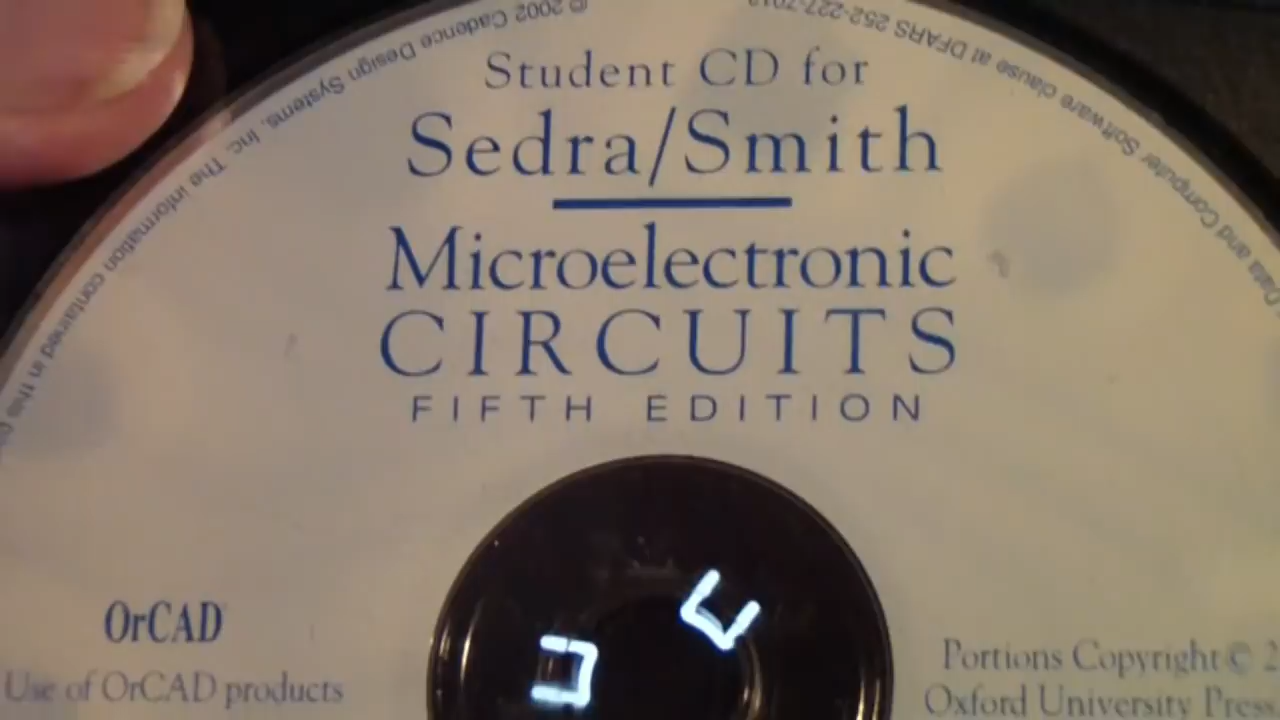 Student CD for
Sedra/Smith
Microelectronic
CIRCUITS
FIFTH EDITION
OrCAD
Use of OrCAD products
Portions Copyright © 2
Oxford University Press
Data and Computer Software clause at DFARS 252-227-7013
© 2002 Cadence Design Systems, Inc. The information contained in this